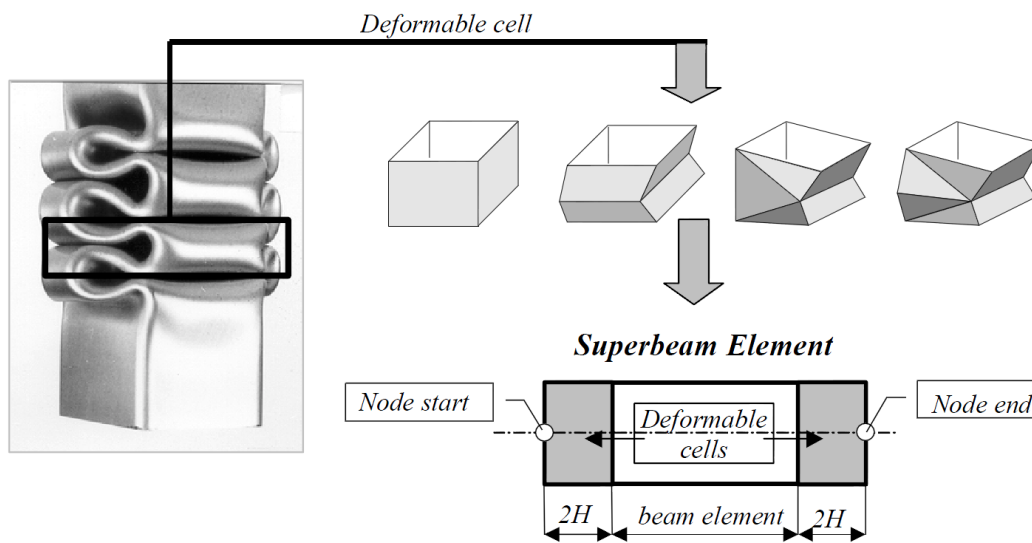 Deformable cell
Superbeam Element
Node start
Node end
Deformable
cells
2H
beam element
2H